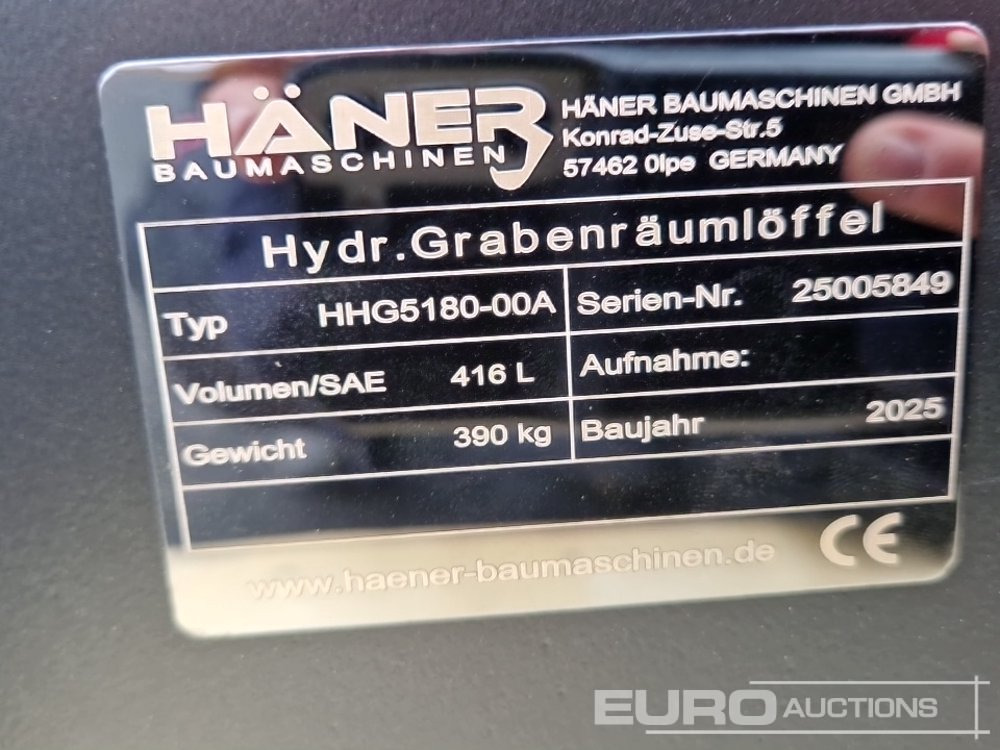 HÄNER
BAUMASCHINEN
HÄNER BAUMASCHINEN GMBH
Konrad-Zuse-Str.5
57462 Olpe GERMANY
Hydr.Grabenräumlöffel
Typ HHG5180-00A
Serien-Nr. 25005849
Volumen/SAE 416 L
Aufnahme:
Gewicht 390 kg
Baujahr 2025
www.haener-baumaschinen.de
CE
EURO AUCTIONS